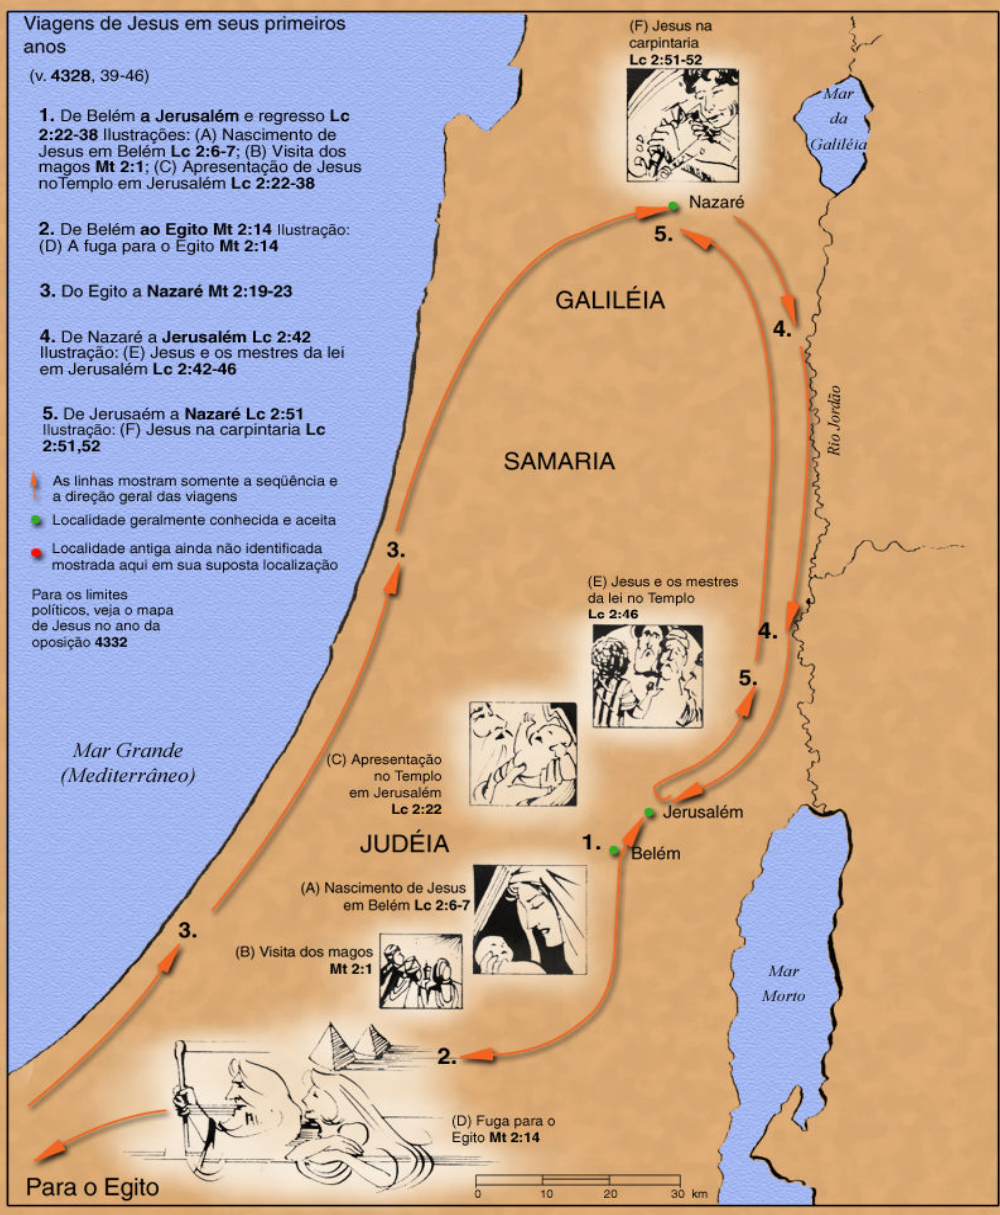 Viagens de Jesus em seus primeiros
anos
(v. 4328, 39-46)
1. De Belém a Jerusalém e regresso Lc
2:22-38 Ilustrações: (A) Nascimento de
Jesus em Belém Lc 2:6-7; (B) Visita dos
magos Mt 2:1; (C) Apresentação de Jesus
noTemplo em Jerusalém Lc 2:22-38
2. De Belém ao Egito Mt 2:14 Ilustração:
(D) A fuga para o Egito Mt 2:14
3. Do Egito a Nazaré Mt 2:19-23
4. De Nazaré a Jerusalém Lc 2:42
Ilustração: (E) Jesus e os mestres da lei
em Jerusalém Lc 2:42-46
5. De Jerusaém a Nazaré Lc 2:51
Ilustração: (F) Jesus na carpintaria Lc
2:51,52
As linhas mostram somente a seqüência e
a direção geral das viagens
Localidade geralmente conhecida e aceita
Localidade antiga ainda não identificada
mostrada aqui em sua suposta localização
Para os limites
políticos, veja o mapa
de Jesus no ano da
oposição 4332
(F) Jesus na
carpintaria
Lc 2:51-52
Mar
da
Galiléia
Nazaré
5.
GALILÉIA
4.
Rio Jordão
SAMARIA
3.
(E) Jesus e os mestres
da lei no Templo
Lc 2:46
4.
5.
Mar Grande
(Mediterrâneo)
(C) Apresentação
no Templo
em Jerusalém
Lc 2:22
Jerusalém
JUDÉIA
1.
Belém
(A) Nascimento de Jesus
em Belém Lc 2:6-7
3.
(B) Visita dos magos
Mt 2:1
Mar
Morto
2.
(D) Fuga para o
Egito Mt 2:14
Para o Egito
0 10 20 30 km